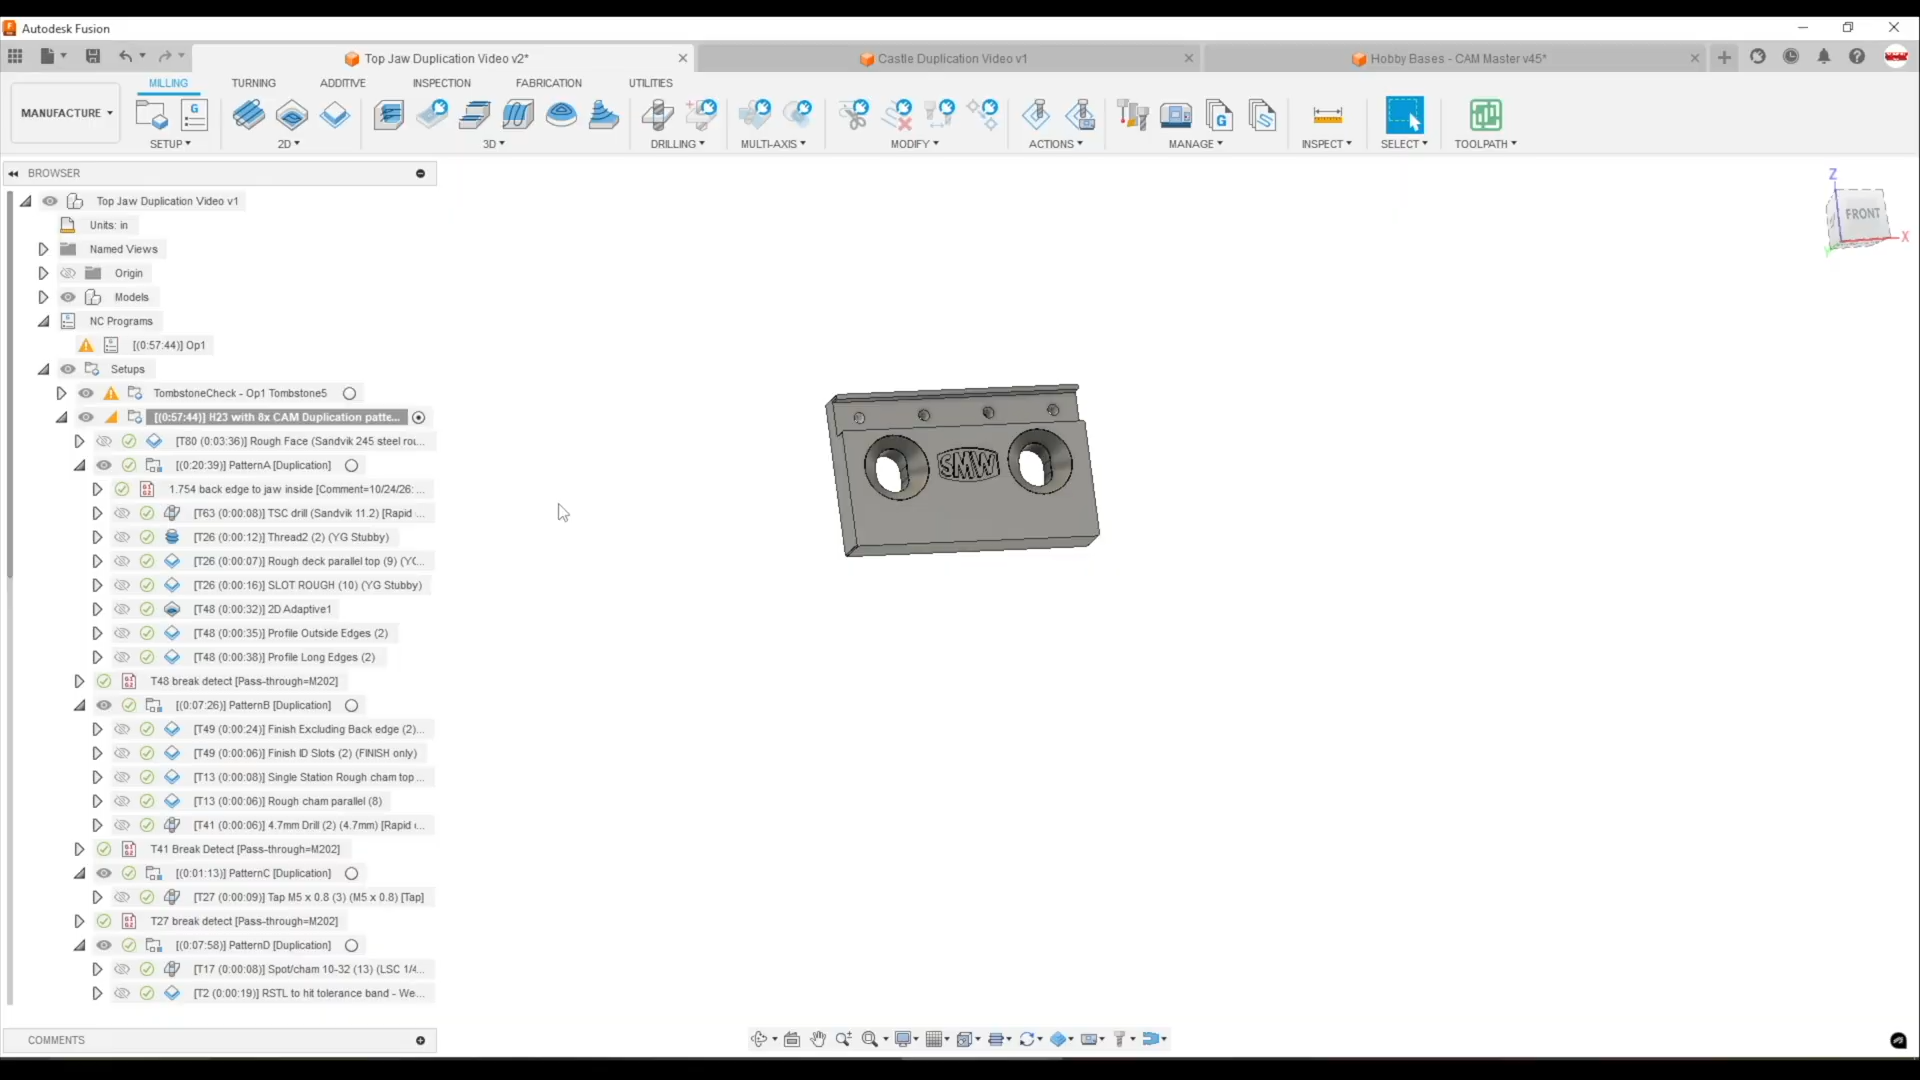 Autodesk Fusion
Top Jaw Duplication Video v2*
Castle Duplication Video v1
Hobby Bases - CAM Master v45*
MILLING
TURNING
ADDITIVE
INSPECTION
FABRICATION
UTILITIES
MANUFACTURE
SETUP
2D
3D
DRILLING
MULTI-AXIS
MODIFY
ACTIONS
MANAGE
INSPECT
SELECT
TOOLPATH
BROWSER
Top Jaw Duplication Video v1
Units: in
Named Views
Origin
Models
NC Programs
[(0:57:44)] Op1
Setups
TombstoneCheck - Op1 Tombstone5
[(0:57:44)] H23 with 8x CAM Duplication patte...
[T80 (0:03:36)] Rough Face (Sandvik 245 steel rou...
[(0:20:39)] PatternA [Duplication]
1.754 back edge to jaw inside [Comment=10/24/26: ...
[T63 (0:00:08)] TSC drill (Sandvik 11.2) [Rapid ...
[T26 (0:00:12)] Thread2 (2) (YG Stubby)
[T26 (0:00:07)] Rough deck parallel top (9) (YG...
[T26 (0:00:16)] SLOT ROUGH (10) (YG Stubby)
[T48 (0:00:32)] 2D Adaptive1
[T48 (0:00:35)] Profile Outside Edges (2)
[T48 (0:00:38)] Profile Long Edges (2)
T48 break detect [Pass-through=M202]
[(0:07:26)] PatternB [Duplication]
[T49 (0:00:24)] Finish Excluding Back edge (2)...
[T49 (0:00:06)] Finish ID Slots (2) (FINISH only)
[T13 (0:00:08)] Single Station Rough cham top ...
[T13 (0:00:06)] Rough cham parallel (8)
[T41 (0:00:06)] 4.7mm Drill (2) (4.7mm) [Rapid ...
T41 Break Detect [Pass-through=M202]
[(0:01:13)] PatternC [Duplication]
[T27 (0:00:09)] Tap M5 x 0.8 (3) (M5 x 0.8) [Tap]
T27 break detect [Pass-through=M202]
[(0:07:58)] PatternD [Duplication]
[T17 (0:00:08)] Spot/cham 10-32 (13) (LSC 1/4...
[T2 (0:00:19)] RSTL to hit tolerance band - We...
COMMENTS
SMW
Z
FRONT
X